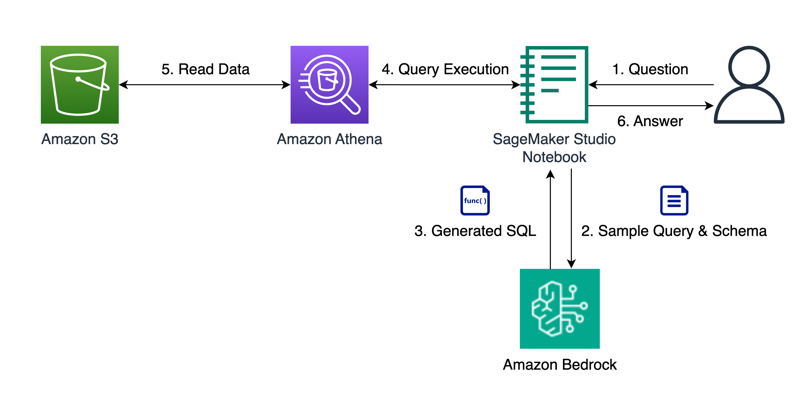 5. Read Data
4. Query Execution
1. Question
6. Answer
Amazon S3
Amazon Athena
SageMaker Studio
Notebook
func( )
3. Generated SQL
2. Sample Query & Schema
Amazon Bedrock